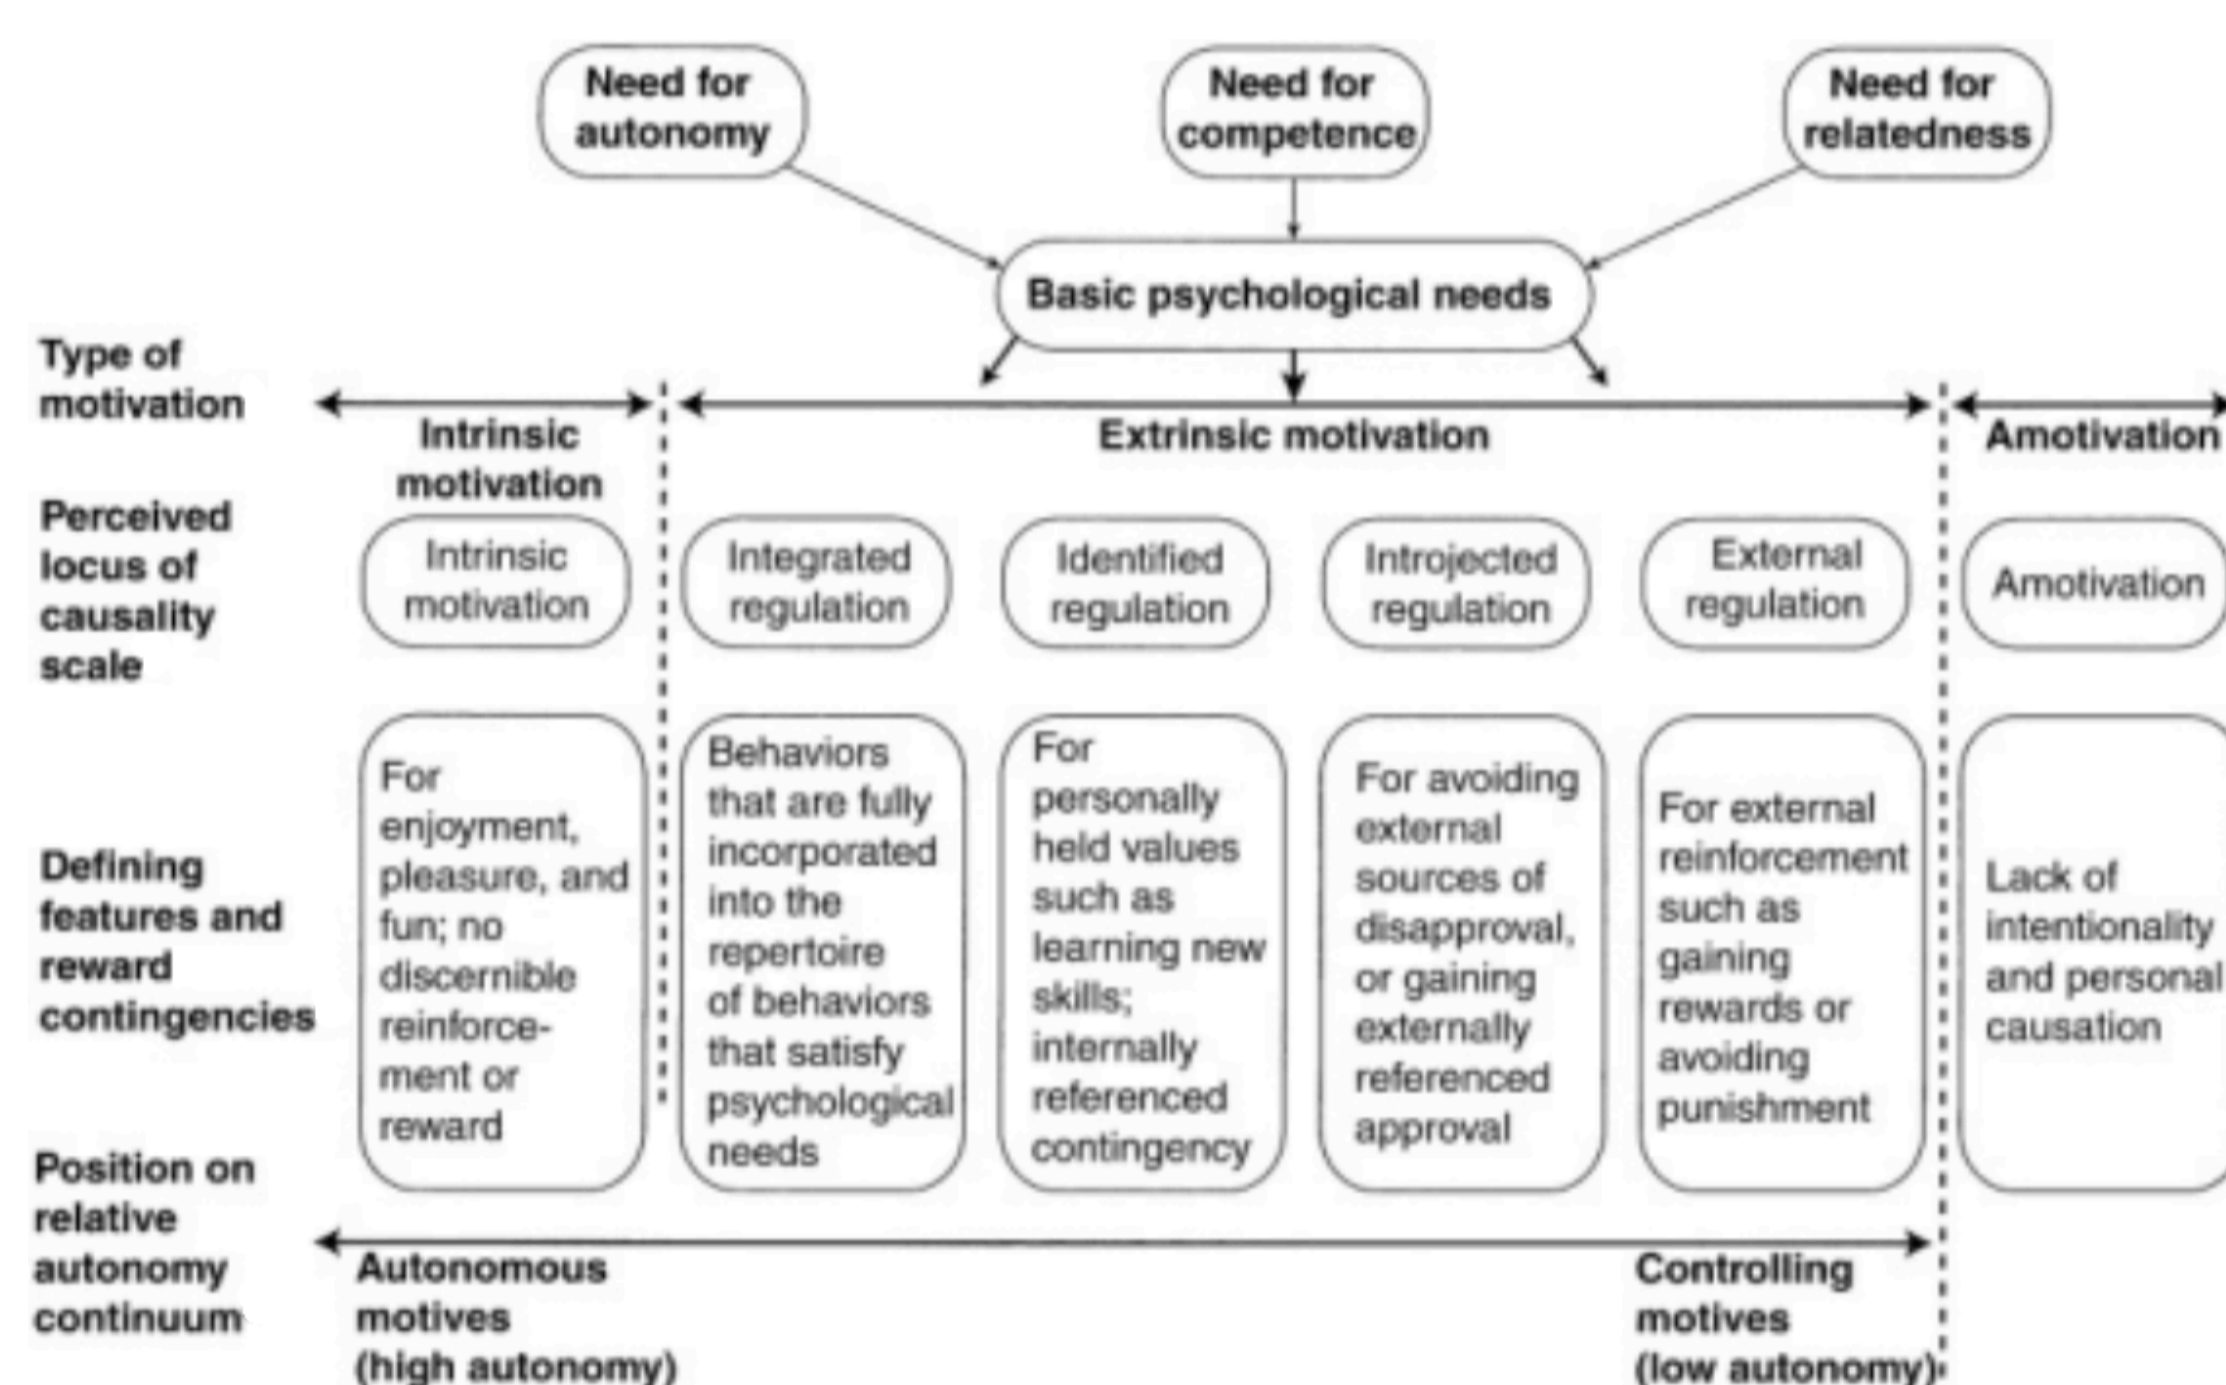 Need for
autonomy
Need for
competence
Need for
relatedness
Basic psychological needs
Type of
motivation
Intrinsic
motivation
Extrinsic motivation
Amotivation
Perceived
locus of
causality
scale
Intrinsic
motivation
Integrated
regulation
Identified
regulation
Introjected
regulation
External
regulation
Amotivation
Defining
features and
reward
contingencies
For
enjoyment,
pleasure, and
fun; no
discernible
reinforce-
ment or
reward
Behaviors
that are fully
incorporated
into the
repertoire
of behaviors
that satisfy
psychological
needs
For
personally
held values
such as
learning new
skills;
internally
referenced
contingency
For avoiding
external
sources of
disapproval,
or gaining
externally
referenced
approval
For external
reinforcement
such as
gaining
rewards or
avoiding
punishment
Lack of
intentionality
and personal
causation
Position on
relative
autonomy
continuum
Autonomous
motives
(high autonomy)
Controlling
motives
(low autonomy)